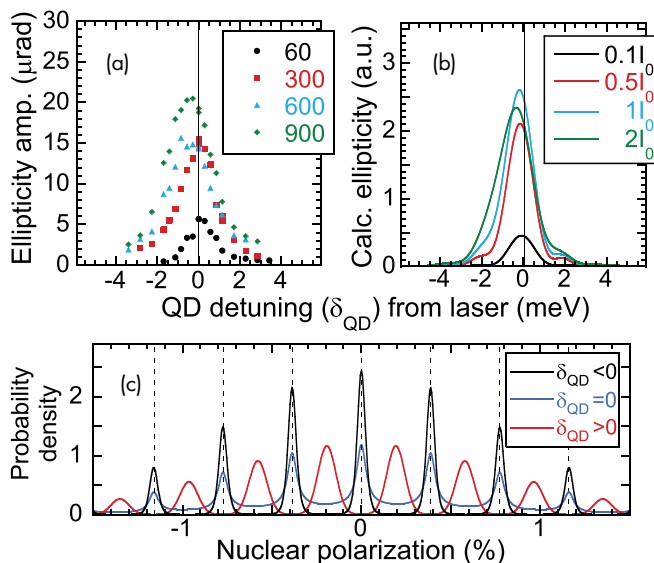 (a)
Ellipticity amp. (μrad)
30
25
20
15
10
5
0
60
300
600
900
-4 -2 0 2 4
(b)
Calc. ellipticity (a.u.)
3
2
1
0
0.1I0
0.5I0
1I0
2I0
-4 -2 0 2 4
QD detuning (δQD) from laser (meV)
(c)
Probability
density
2
1
0
δQD <0
δQD =0
δQD >0
-1 0 1
Nuclear polarization (%)